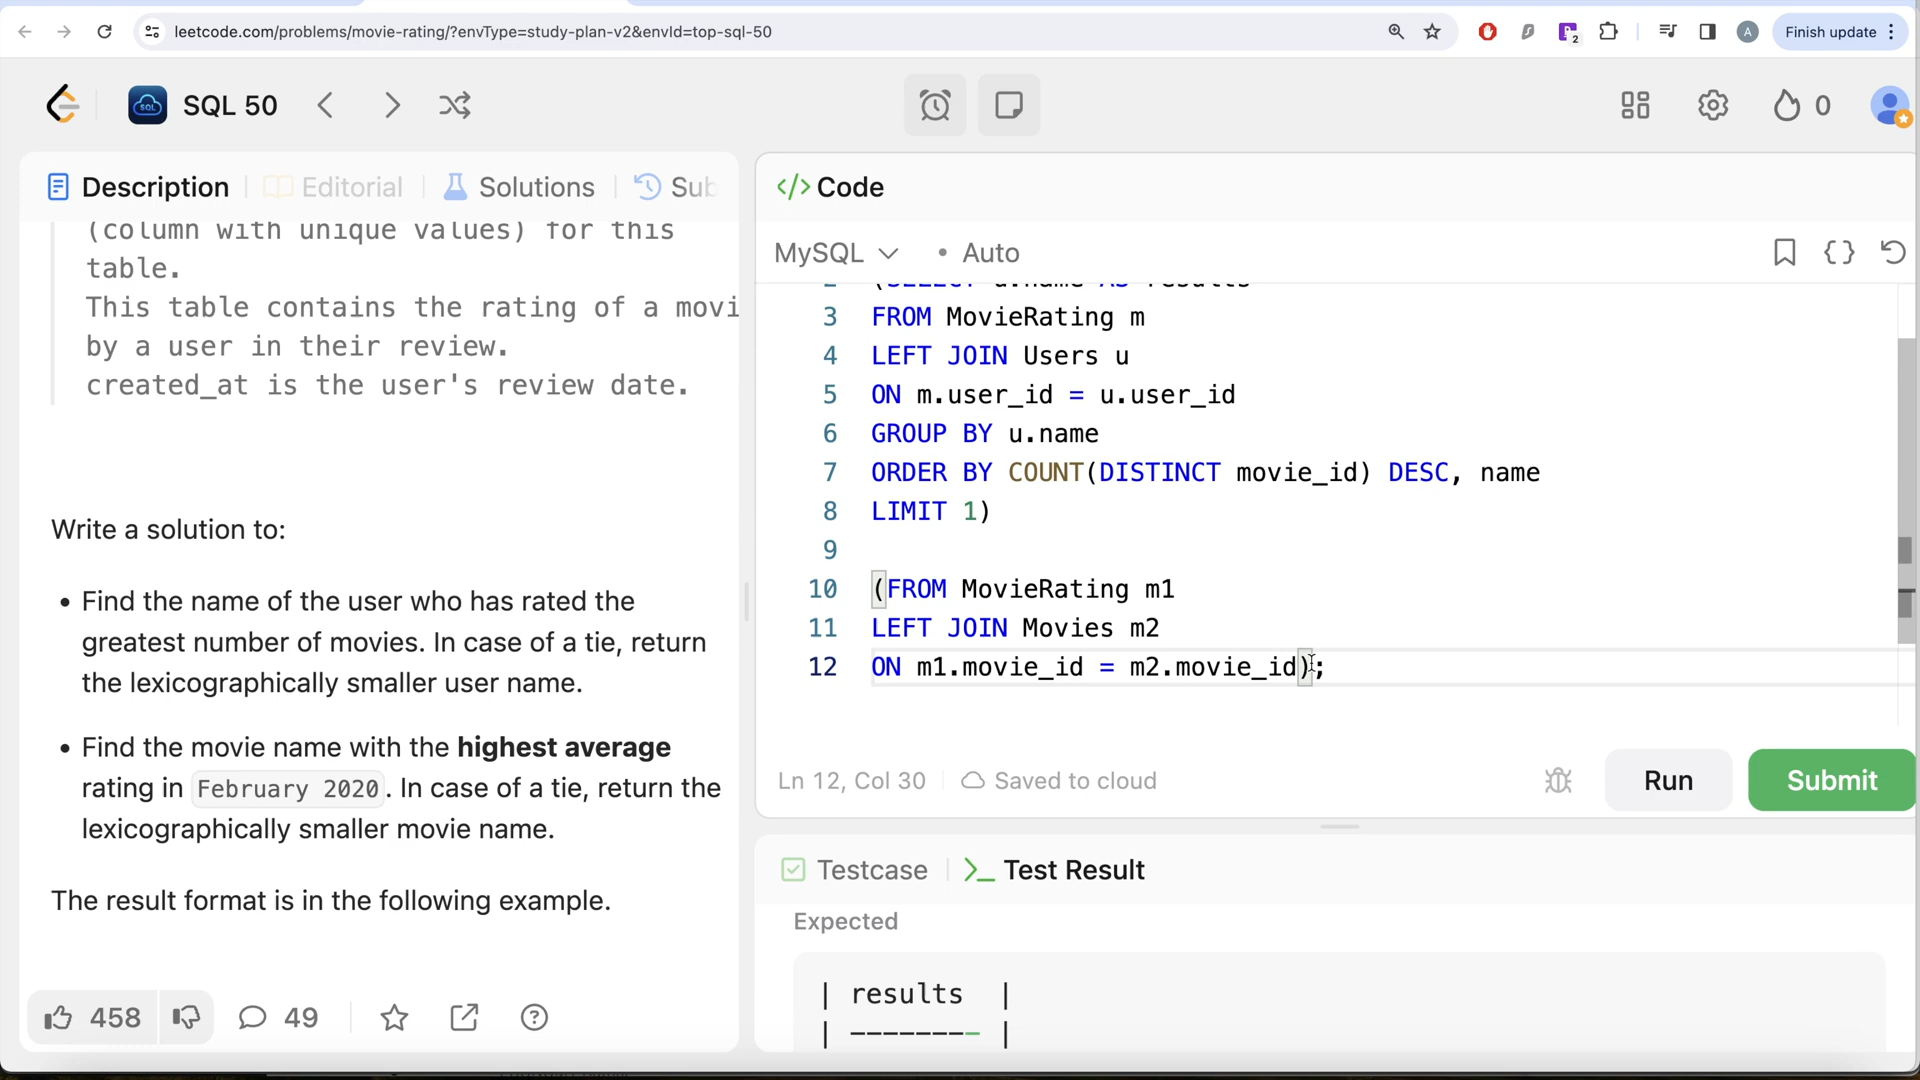 leetcode.com/problems/movie-rating/?envType=study-plan-v2&envId=top-sql-50
2
A
Finish update
SQL
SQL 50
0
Description
Editorial
Solutions
Sub
</> Code
(column with unique values) for this
table.
This table contains the rating of a movi
by a user in their review.
created_at is the user's review date.
Write a solution to:
• Find the name of the user who has rated the
greatest number of movies. In case of a tie, return
the lexicographically smaller user name.
• Find the movie name with the highest average
rating in February 2020. In case of a tie, return the
lexicographically smaller movie name.
The result format is in the following example.
458
49
MySQL
• Auto
{}
2 (SELECT u.name AS results
3 FROM MovieRating m
4 LEFT JOIN Users u
5 ON m.user_id = u.user_id
6 GROUP BY u.name
7 ORDER BY COUNT(DISTINCT movie_id) DESC, name
8 LIMIT 1)
9
10 (FROM MovieRating m1
11 LEFT JOIN Movies m2
12 ON m1.movie_id = m2.movie_id);
Ln 12, Col 30
Saved to cloud
Run
Submit
Testcase
Test Result
Expected
| results |
| -------- |